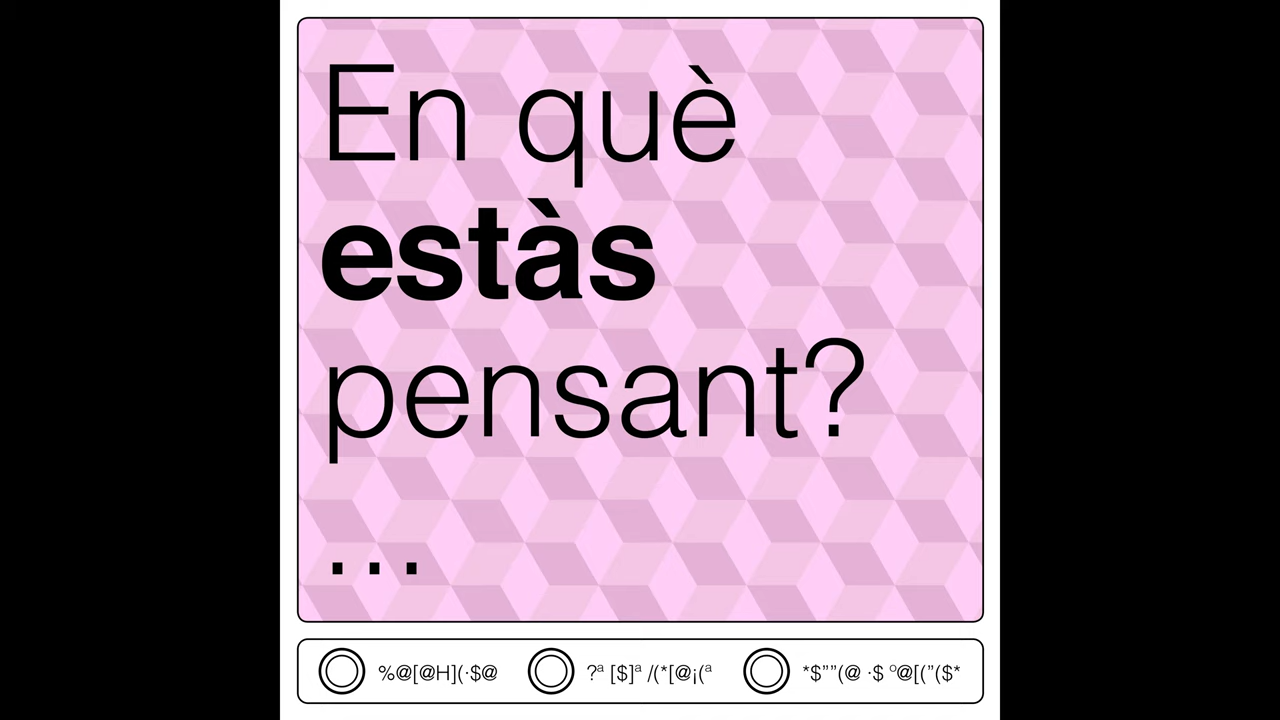 En què
estàs
pensant?
...
%@[@H](·$@ ?ª [$]ª /(*[@¡(ª *$””(@ ·$ º@[(”($*